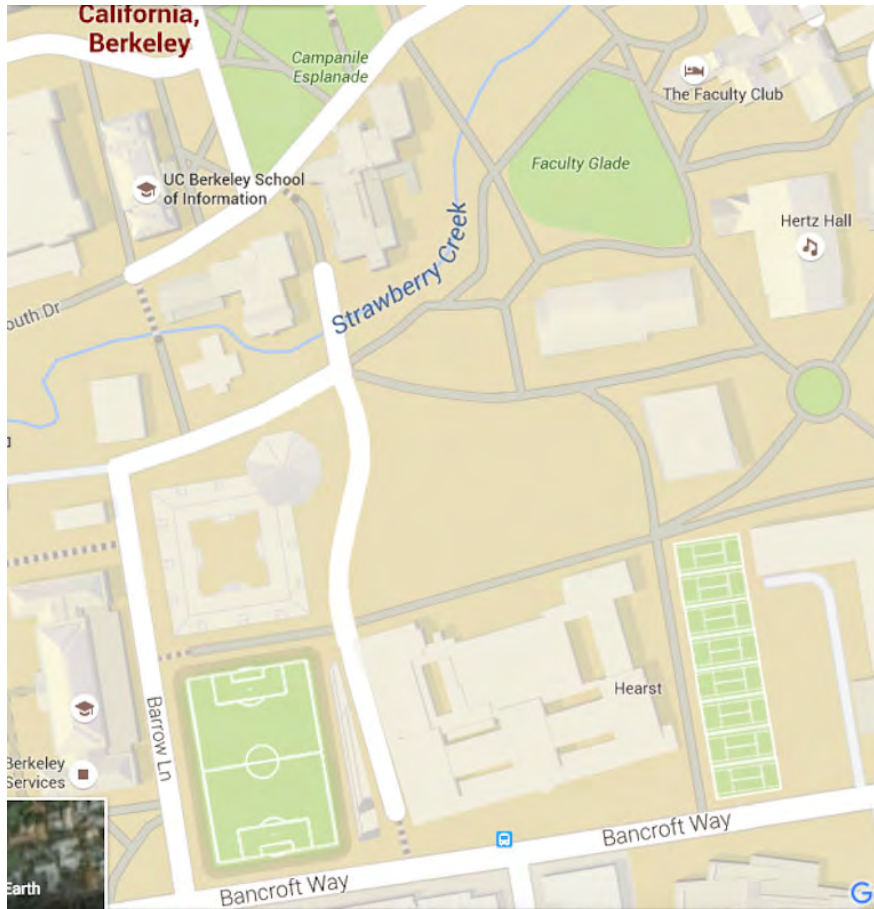 California,
Berkeley
Campanile
Esplanade
The Faculty Club
Faculty Glade
UC Berkeley School
of Information
Hertz Hall
Strawberry Creek
outh Dr
Hearst
Barrow Ln
Berkeley
Services
Bancroft Way
Bancroft Way
Earth
G